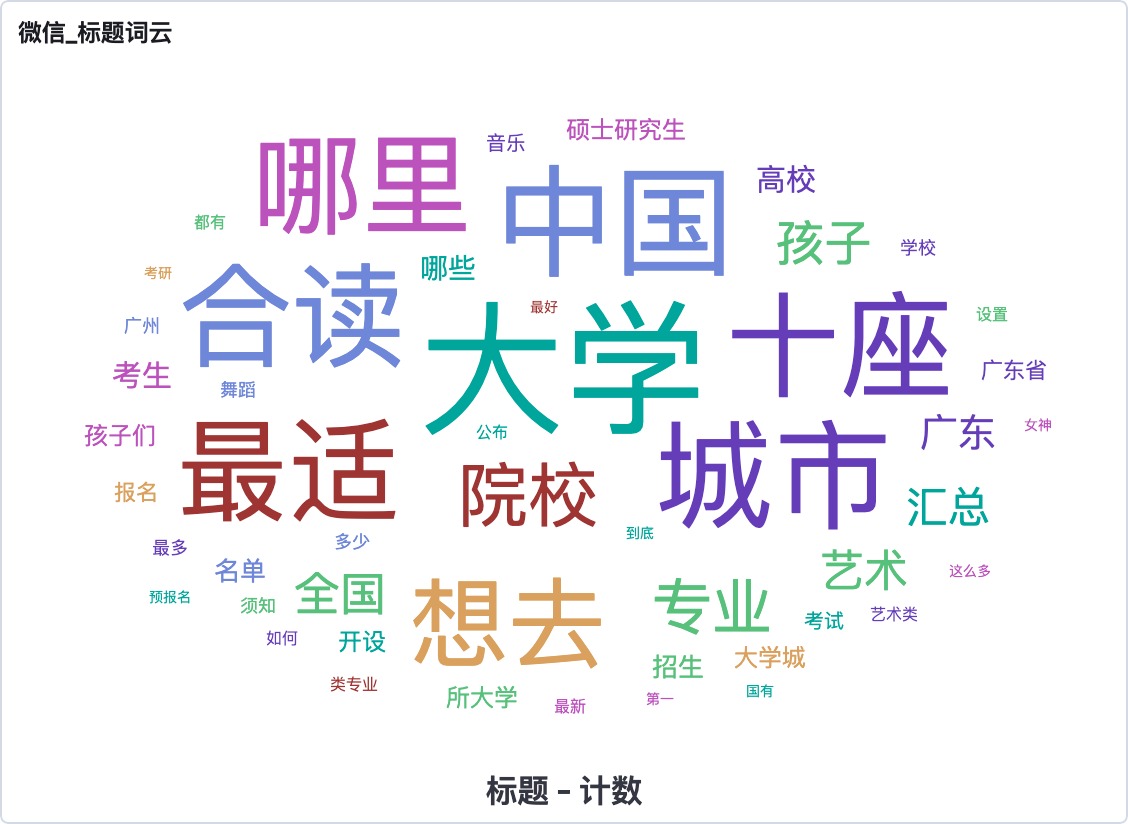 微信_标题词云
硕士研究生
音乐
哪里
中国
高校
都有
孩子
学校
哪些
考研
合读
最好
大学
十座
设置
广州
广东省
考生
舞蹈
女神
孩子们
公布
广东
最适
院校
城市
报名
汇总
到底
最多
多少
名单
艺术
这么多
预报名
须知
全国
想去
专业
考试
艺术类
如何
开设
大学城
招生
类专业
所大学
最新
第一
国有
标题 – 计数